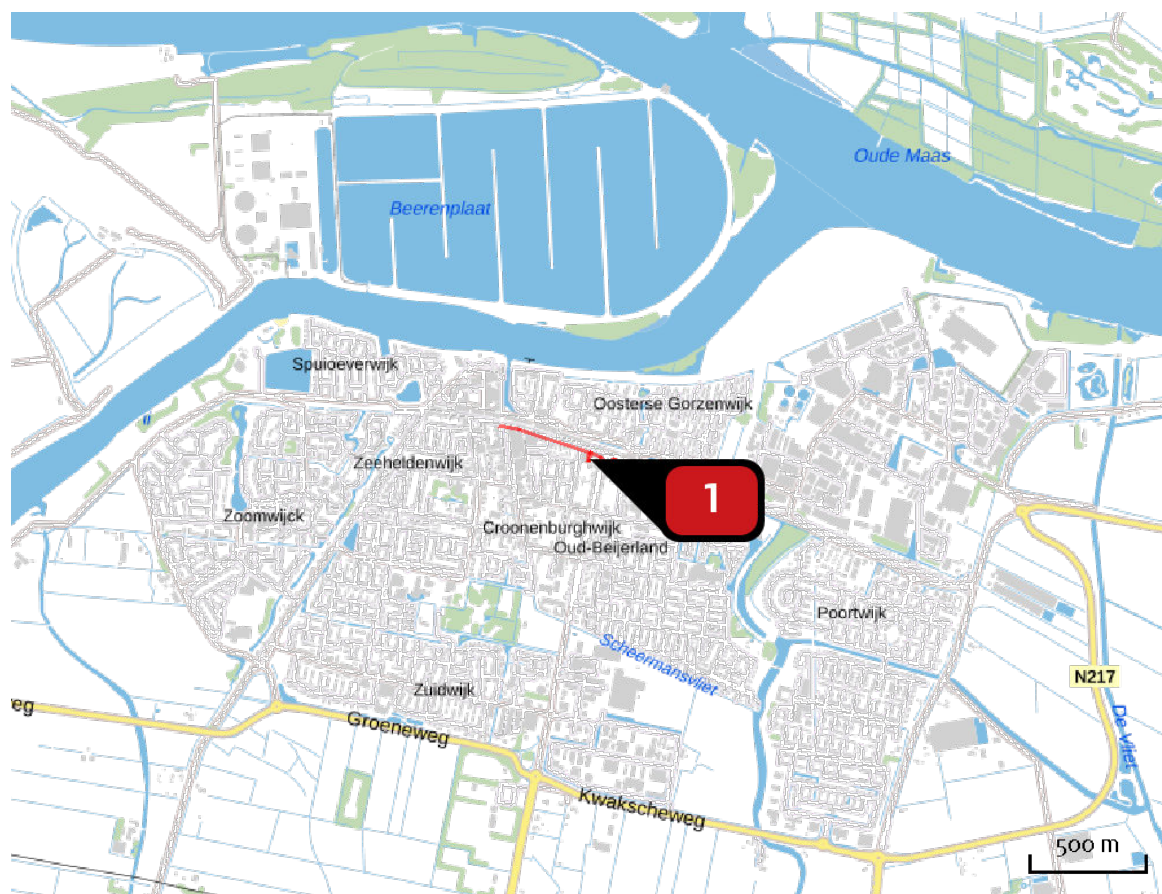 Oude Maas
Beerenplaat
Spuioeverwijk
Oosterse Gorzenwijk
Zeeheldenwijk
1
Zoomwijck
Croonenburghwijk
Oud-Beijerland
Poortwijk
Scheermansvliet
N217
Zuidwijk
eg
De Vliet
Groeneweg
Kwakscheweg
500 m